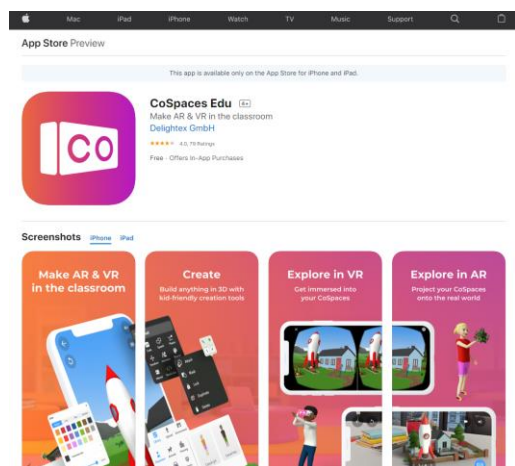 Mac iPad iPhone Watch TV Music Support
App Store Preview
This app is available only on the App Store for iPhone and iPad.
CO
CoSpaces Edu 4+
Make AR & VR in the classroom
Delightex GmbH
4.0, 79 Ratings
Free · Offers In-App Purchases
Screenshots iPhone iPad
Make AR & VR
in the classroom
Create
Build anything in 3D with
kid-friendly creation tools
Explore in VR
Get immersed into
your CoSpaces
Explore in AR
Project your CoSpaces
onto the real world